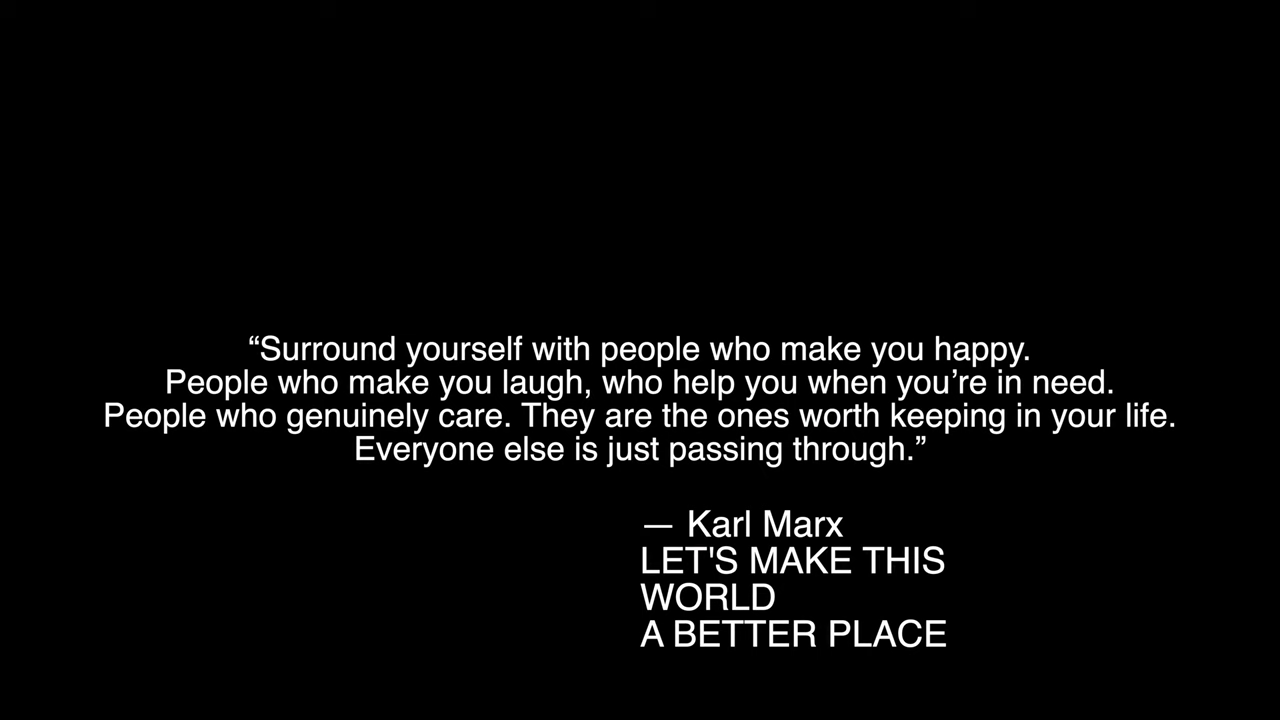 “Surround yourself with people who make you happy.
People who make you laugh, who help you when you’re in need.
People who genuinely care. They are the ones worth keeping in your life.
Everyone else is just passing through.”
— Karl Marx
LET'S MAKE THIS
WORLD
A BETTER PLACE